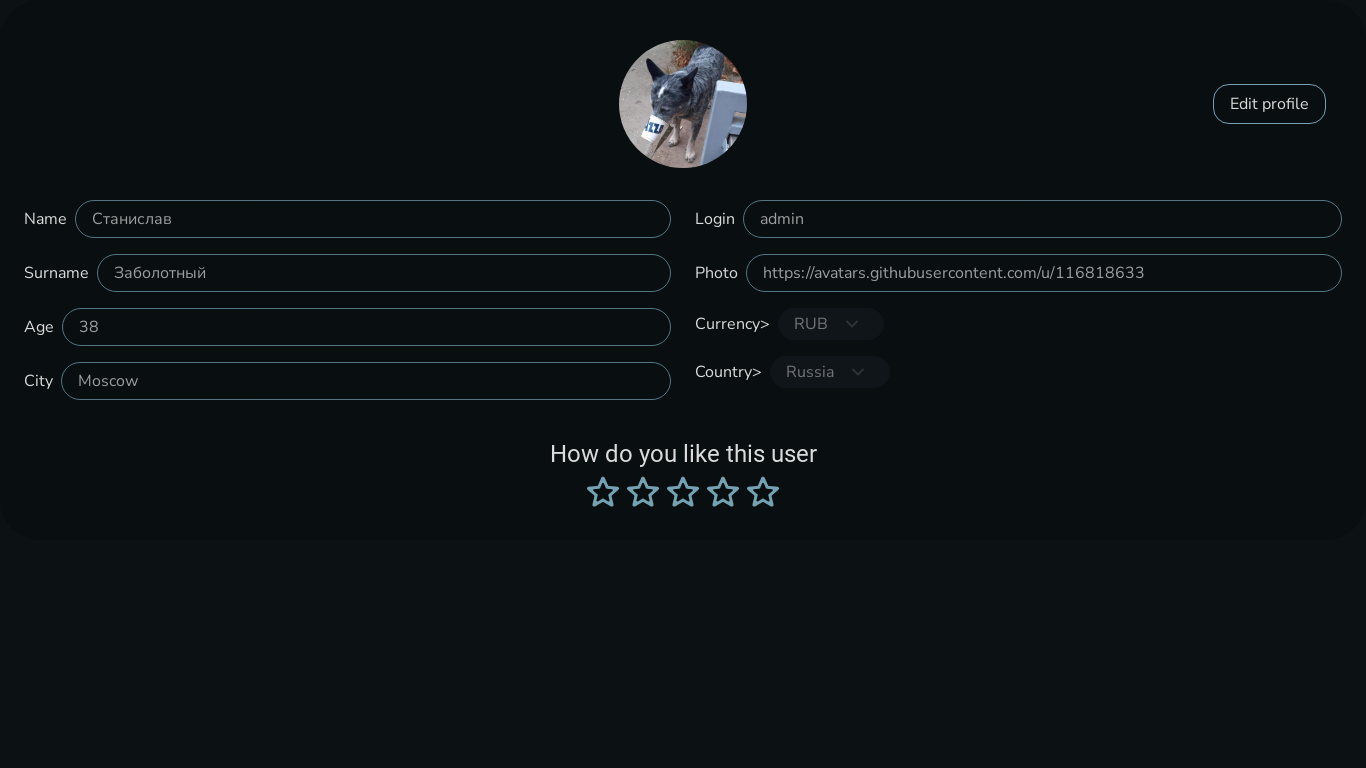 Edit profile
Name Станислав
Surname Заболотный
Age 38
City Moscow
Login admin
Photo https://avatars.githubusercontent.com/u/116818633
Currency> RUB
Country> Russia
How do you like this user